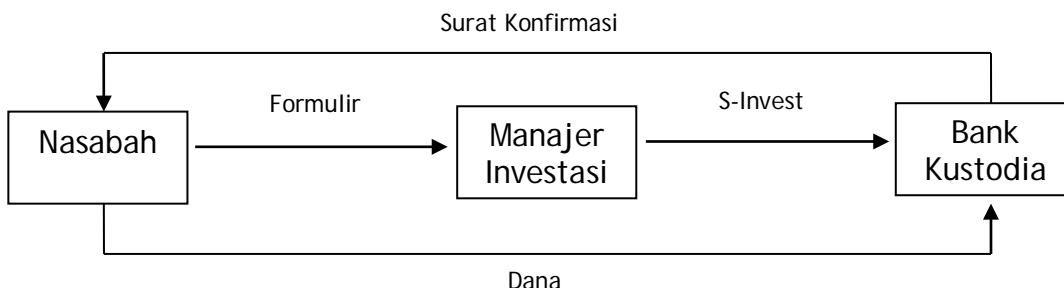 Surat Konfirmasi
Formulir
S-Invest
Nasabah
Manajer
Investasi
Bank
Kustodia
Dana